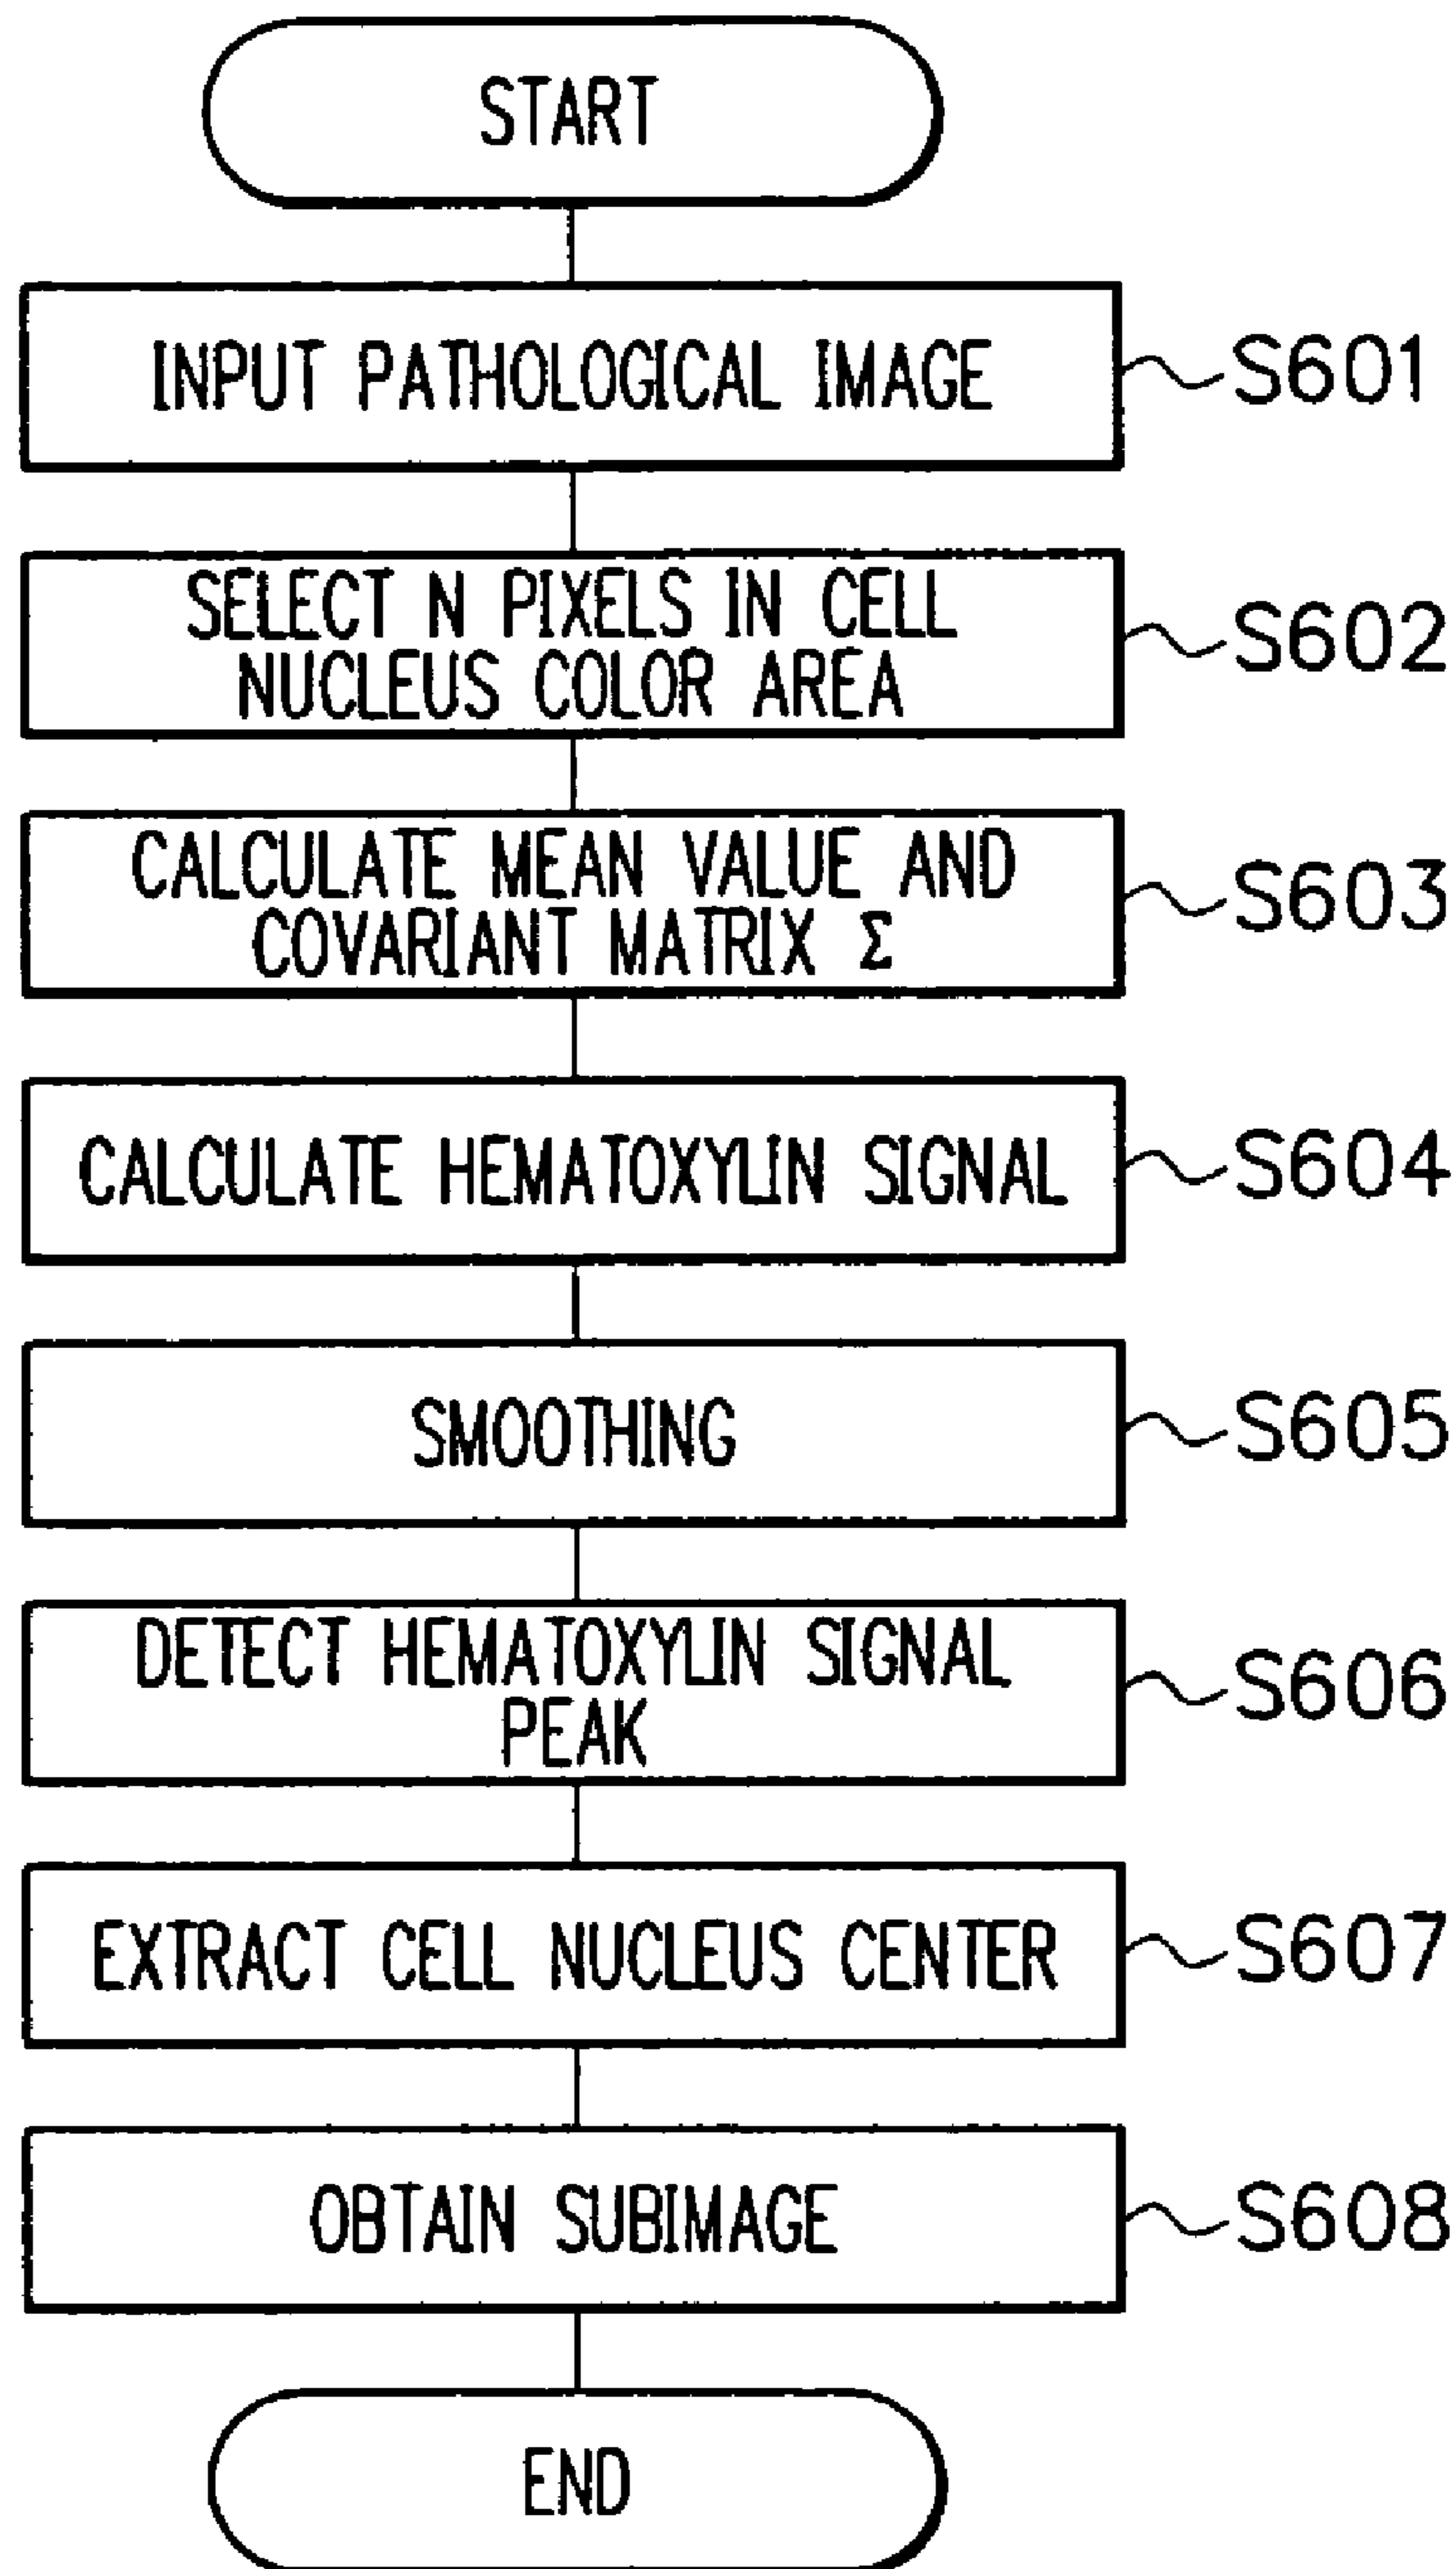 START
INPUT PATHOLOGICAL IMAGE
S601
SELECT N PIXELS IN CELL
NUCLEUS COLOR AREA
S602
CALCULATE MEAN VALUE AND
COVARIANT MATRIX Σ
S603
CALCULATE HEMATOXYLIN SIGNAL
S604
SMOOTHING
S605
DETECT HEMATOXYLIN SIGNAL
PEAK
S606
EXTRACT CELL NUCLEUS CENTER
S607
OBTAIN SUBIMAGE
S608
END